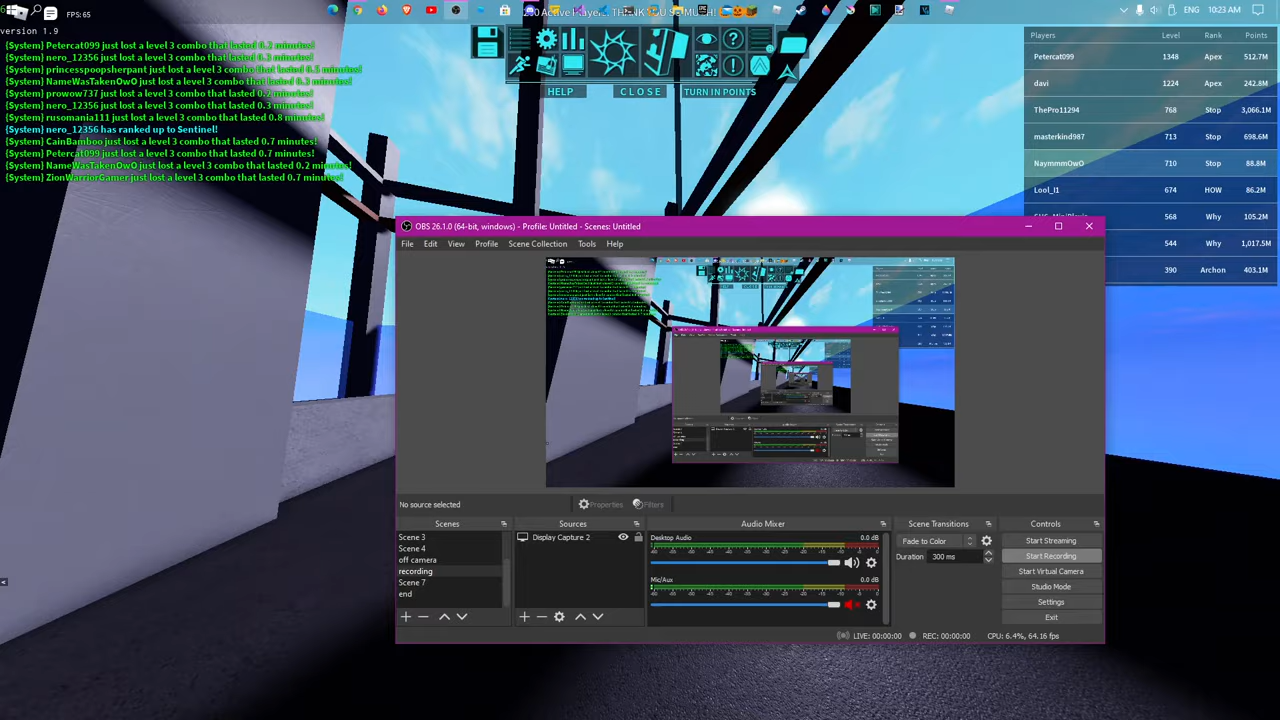 FPS: 65
ENG 10:23 AM
version 1.9
{System} Petercat099 just lost a level 3 combo that lasted 0.2 minutes!
{System} nero_12356 just lost a level 3 combo that lasted 0.3 minutes!
{System} princesspoopsherpant just lost a level 3 combo that lasted 0.5 minutes!
{System} NameWasTakenOwO just lost a level 3 combo that lasted 0.2 minutes!
{System} prowow737 just lost a level 3 combo that lasted 0.2 minutes!
{System} nero_12356 just lost a level 3 combo that lasted 0.3 minutes!
{System} rusomania111 just lost a level 3 combo that lasted 0.8 minutes!
{System} nero_12356 has ranked up to Sentinel!
{System} CainBamboo just lost a level 3 combo that lasted 0.7 minutes!
{System} Petercat099 just lost a level 3 combo that lasted 0.7 minutes!
{System} NameWasTakenOwO just lost a level 3 combo that lasted 0.2 minutes!
{System} ZionWarriorGamer just lost a level 3 combo that lasted 0.7 minutes!
HELP CLOSE TURN IN POINTS
Players Level Rank Points
Petercat099 1348 Apex 512.7M
davi 1224 Apex 242.8M
ThePro11294 768 Stop 3,066.1M
masterkind987 713 Stop 698.6M
NaymmmOwO 710 Stop 88.8M
Lool_I1 674 HOW 86.2M
568 Why 105.2M
544 Why 1,017.5M
390 Archon 403.1M
OBS 26.1.0 (64-bit, windows) - Profile: Untitled - Scenes: Untitled
File Edit View Profile Scene Collection Tools Help
No source selected Properties Filters
Scenes
Scene 3
Scene 4
off camera
recording
Scene 7
end
Sources
Display Capture 2
Audio Mixer
Desktop Audio 0.0 dB
Mic/Aux 0.0 dB
Scene Transitions
Fade to Color
Duration 300 ms
Controls
Start Streaming
Start Recording
Start Virtual Camera
Studio Mode
Settings
Exit
LIVE: 00:00:00 REC: 00:00:00 CPU: 6.4%, 64.16 fps